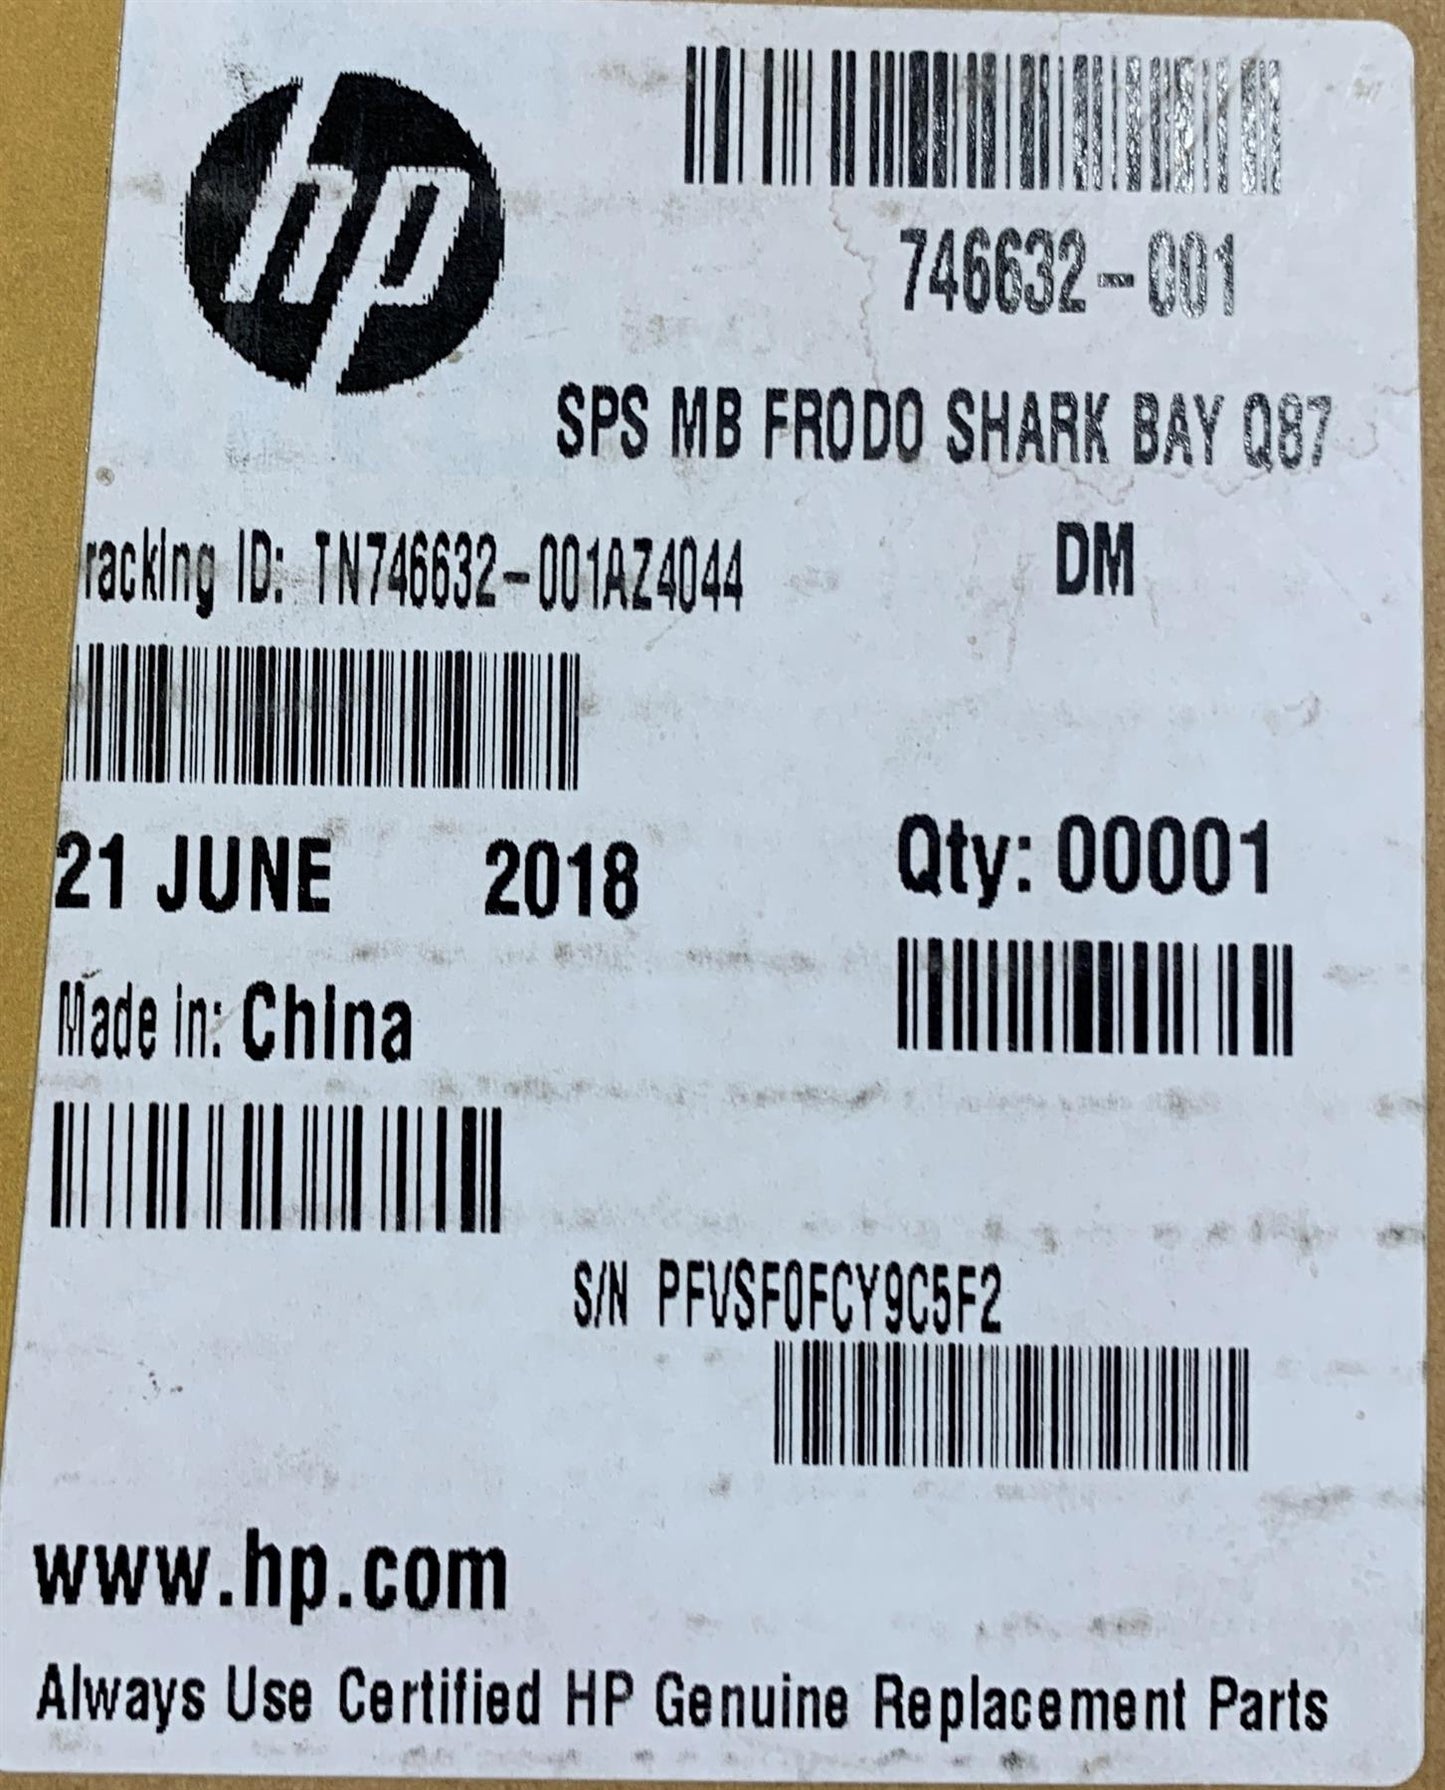 hp
746632-001
SPS MB FRODO SHARK BAY Q87
racking ID: TN746632-001AZ4044
DM
21 JUNE 2018
Qty: 00001
Made in: China
S/N PFVSF0FCY9C5F2
www.hp.com
Always Use Certified HP Genuine Replacement Parts